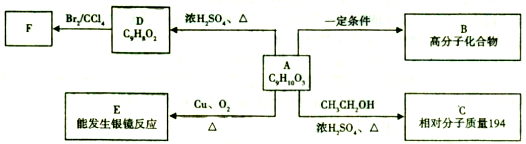 F
Br₂/CCl₄
D
C₉H₈O₂
浓H₂SO₄、△
一定条件
B
高分子化合物
A
C₉H₁₀O₃
E
能发生银镜反应
Cu、O₂
△
CH₃CH₂OH
浓H₂SO₄、△
C
相对分子质量194